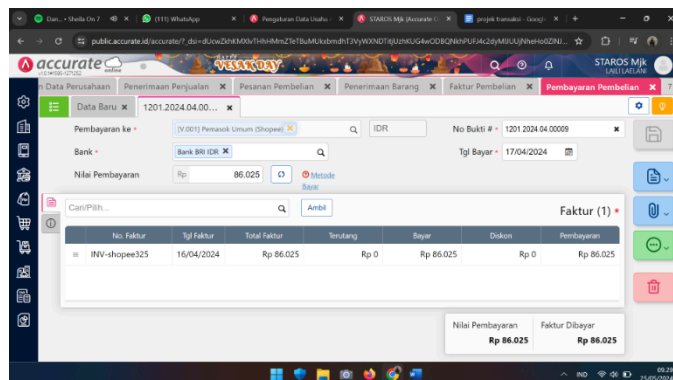 Dan.. • Sheila On 7
(111) WhatsApp
Pengaturan Data Usaha
STAROS Mjk (Accurate O
projek transaksi - Googl
accurate
online
VESAK DAY
STAROS Mjk
LAILI LAELANI
n Data Perusahaan
Penerimaan Penjualan
Pesanan Pembelian
Penerimaan Barang
Faktur Pembelian
Pembayaran Pembelian
Data Baru
1201.2024.04.00...
Pembayaran ke *
[V.001] Pemasok Umum (Shopee)
IDR
No Bukti # *
1201.2024.04.00009
Bank *
Bank BRI IDR
Tgl Bayar *
17/04/2024
Nilai Pembayaran
Rp
86.025
Metode
Bayar
Cari/Pilih...
Ambil
Faktur (1) *
No. Faktur
Tgl Faktur
Total Faktur
Terutang
Bayar
Diskon
Pembayaran
INV-shopee325
16/04/2024
Rp 86.025
Rp 0
Rp 86.025
Rp 0
Rp 86.025
Nilai Pembayaran
Faktur Dibayar
Rp 86.025
Rp 86.025
IND
09.29
25/05/2024